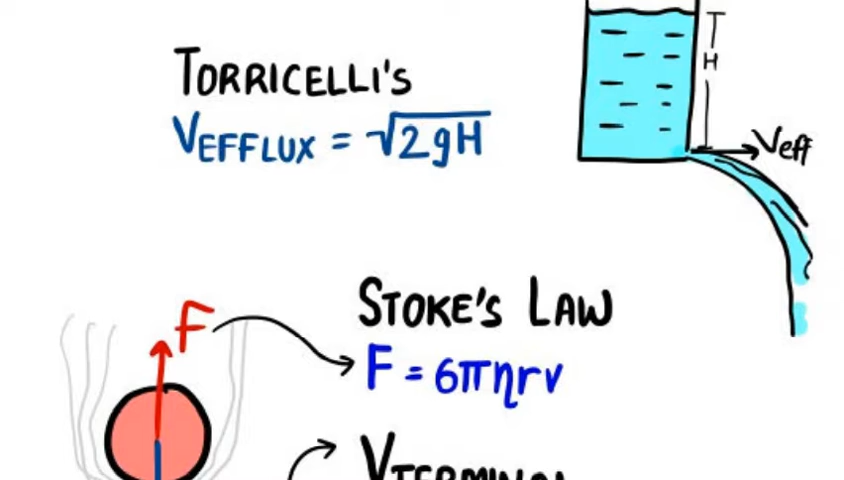 TORRICELLI'S
VEFFLUX = √2gH
H
Veff
F
STOKE'S LAW
F = 6πηrv